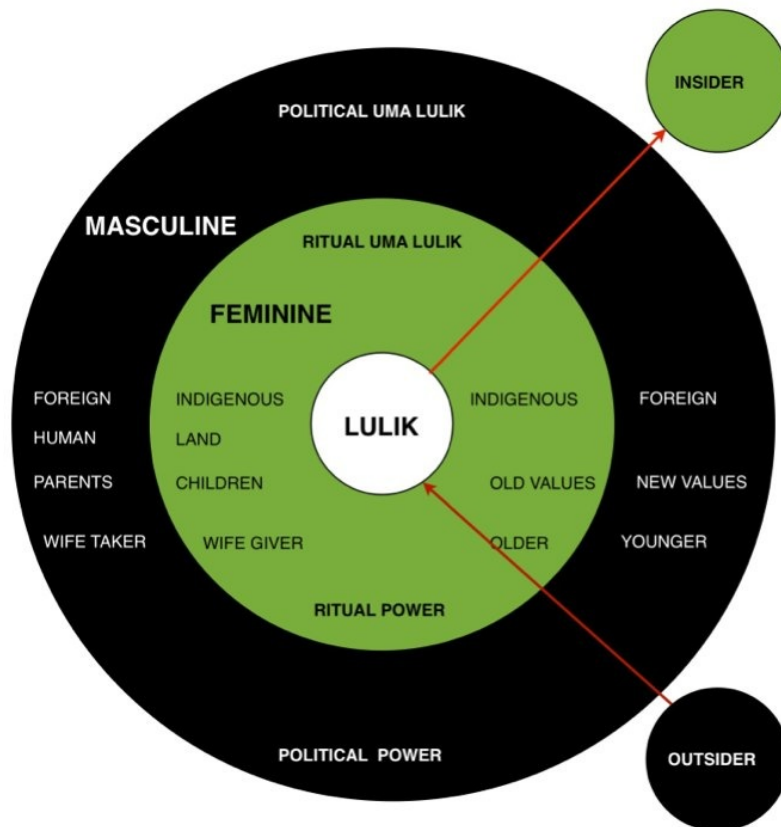 INSIDER
POLITICAL UMA LULIK
MASCULINE
RITUAL UMA LULIK
FEMININE
FOREIGN INDIGENOUS INDIGENOUS FOREIGN
LULIK
HUMAN LAND
PARENTS CHILDREN OLD VALUES NEW VALUES
WIFE TAKER WIFE GIVER OLDER YOUNGER
RITUAL POWER
POLITICAL POWER
OUTSIDER